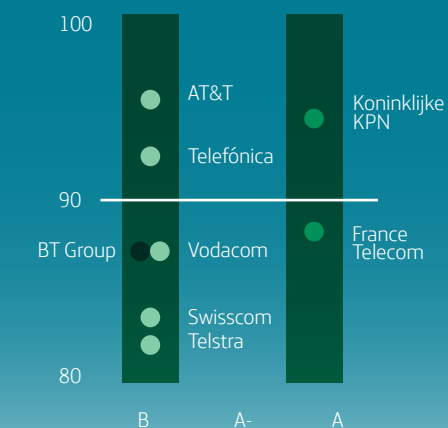 100
AT&T
Koninklijke
KPN
Telefónica
90
France
Telecom
BT Group
Vodacom
Swisscom
Telstra
80
B
A-
A